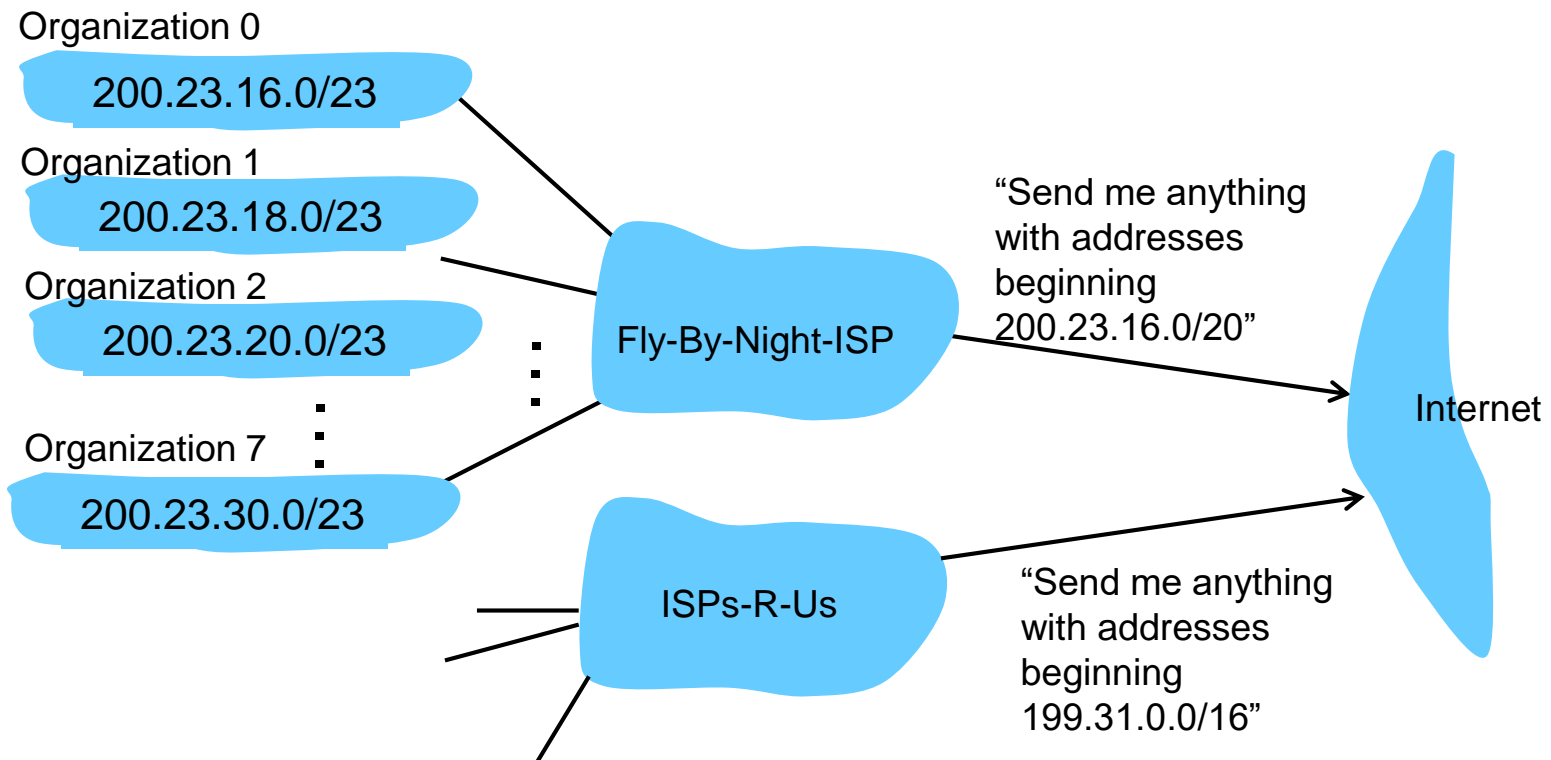 Organization 0
200.23.16.0/23
Organization 1
200.23.18.0/23
Organization 2
200.23.20.0/23
Organization 7
200.23.30.0/23
Fly-By-Night-ISP
ISPs-R-Us
“Send me anything
with addresses
beginning
200.23.16.0/20”
“Send me anything
with addresses
beginning
199.31.0.0/16”
Internet